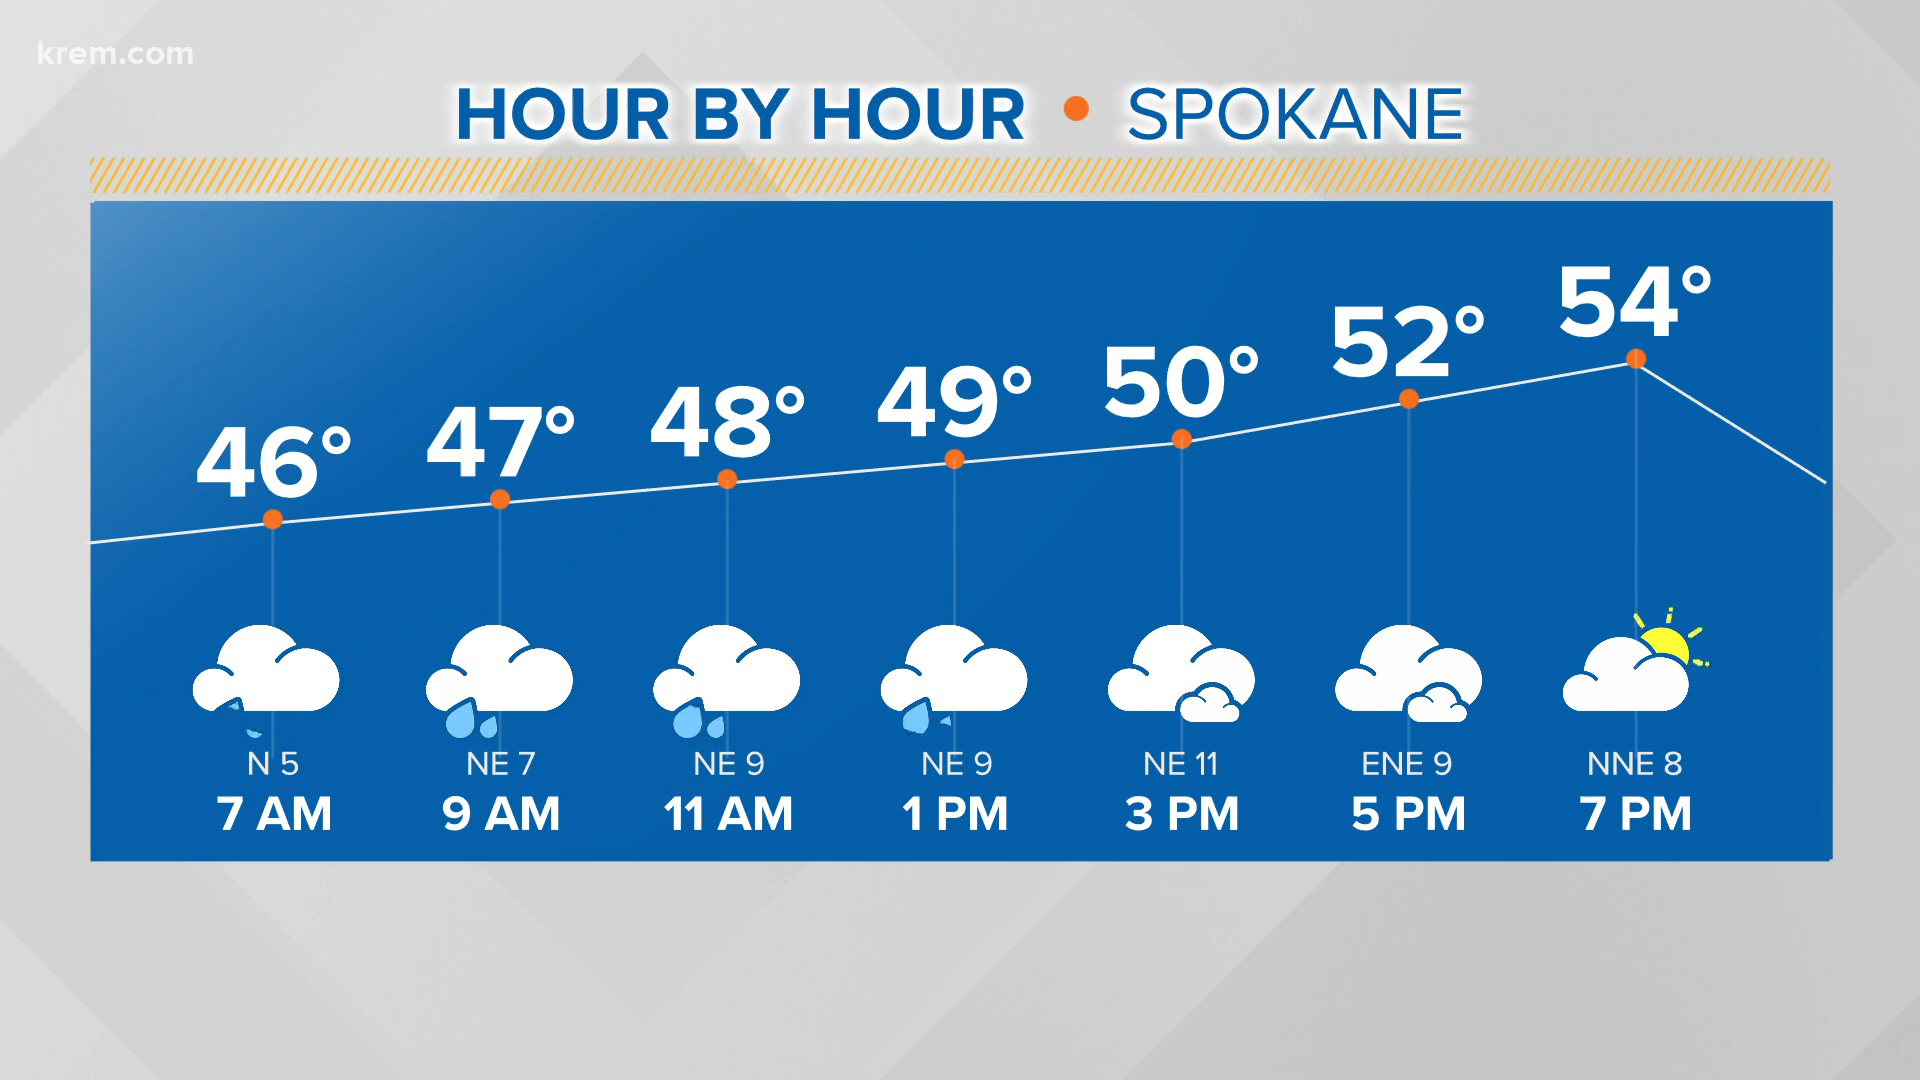 krem.com
HOUR BY HOUR • SPOKANE
46° 47° 48° 49° 50° 52° 54°
N 5 NE 7 NE 9 NE 9 NE 11 ENE 9 NNE 8
7 AM 9 AM 11 AM 1 PM 3 PM 5 PM 7 PM